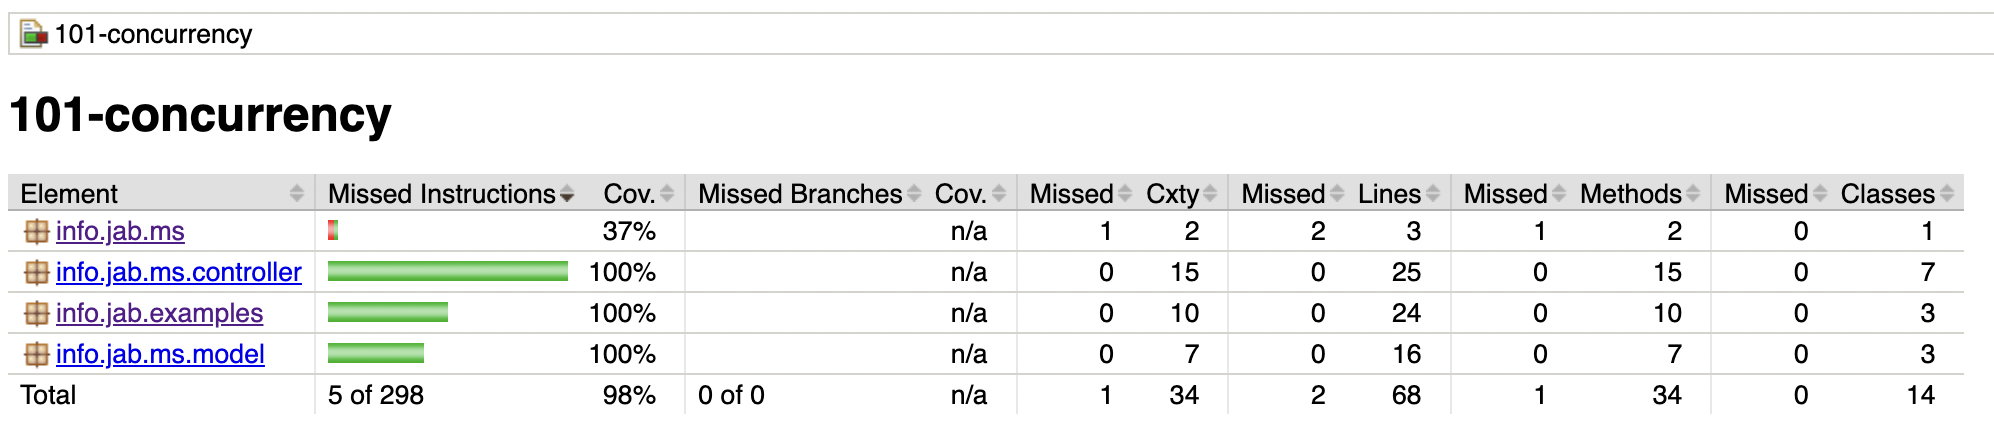 101-concurrency
101-concurrency
Element Missed Instructions Cov. Missed Branches Cov. Missed Cxty Missed Lines Missed Methods Missed Classes
info.jab.ms 37% n/a 1 2 2 3 1 2 0 1
info.jab.ms.controller 100% n/a 0 15 0 25 0 15 0 7
info.jab.examples 100% n/a 0 10 0 24 0 10 0 3
info.jab.ms.model 100% n/a 0 7 0 16 0 7 0 3
Total 5 of 298 98% 0 of 0 n/a 1 34 2 68 1 34 0 14